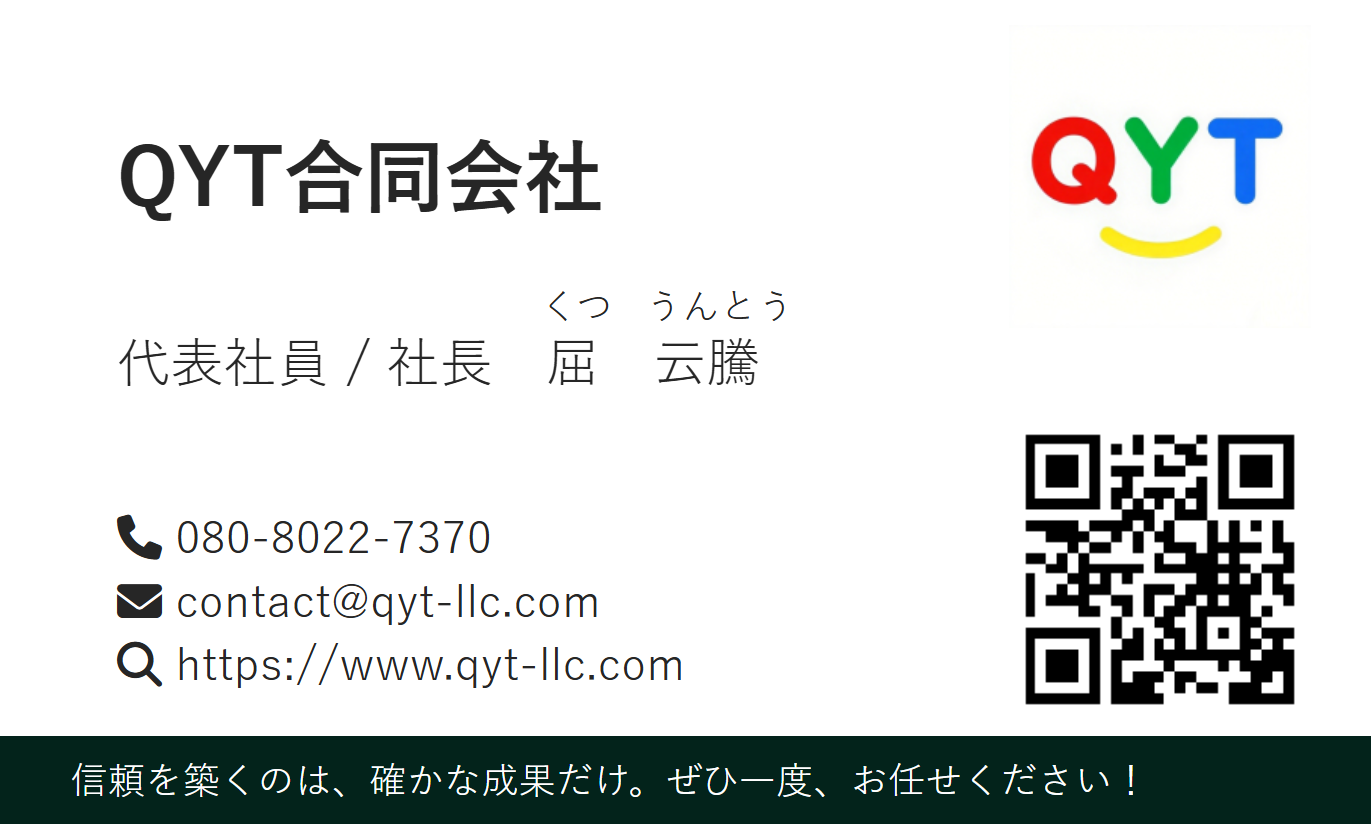 QYT合同会社
QYT
くつ　うんとう
代表社員 / 社長　屈　云騰
080-8022-7370
contact@qyt-llc.com
https://www.qyt-llc.com
信頼を築くのは、確かな成果だけ。ぜひ一度、お任せください！